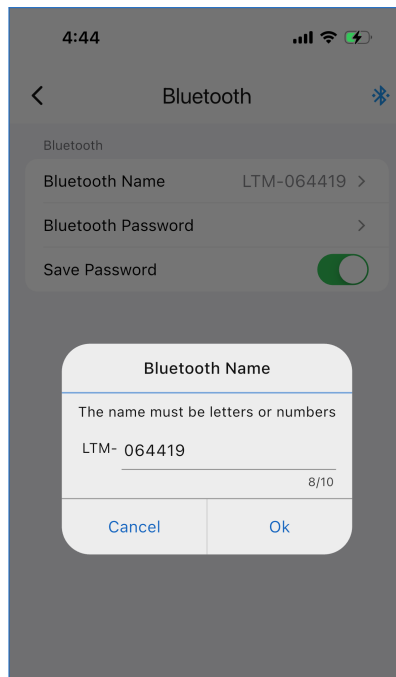 4:44
Bluetooth
Bluetooth
Bluetooth Name LTM-064419 >
Bluetooth Password >
Save Password
Bluetooth Name
The name must be letters or numbers
LTM- 064419
8/10
Cancel Ok